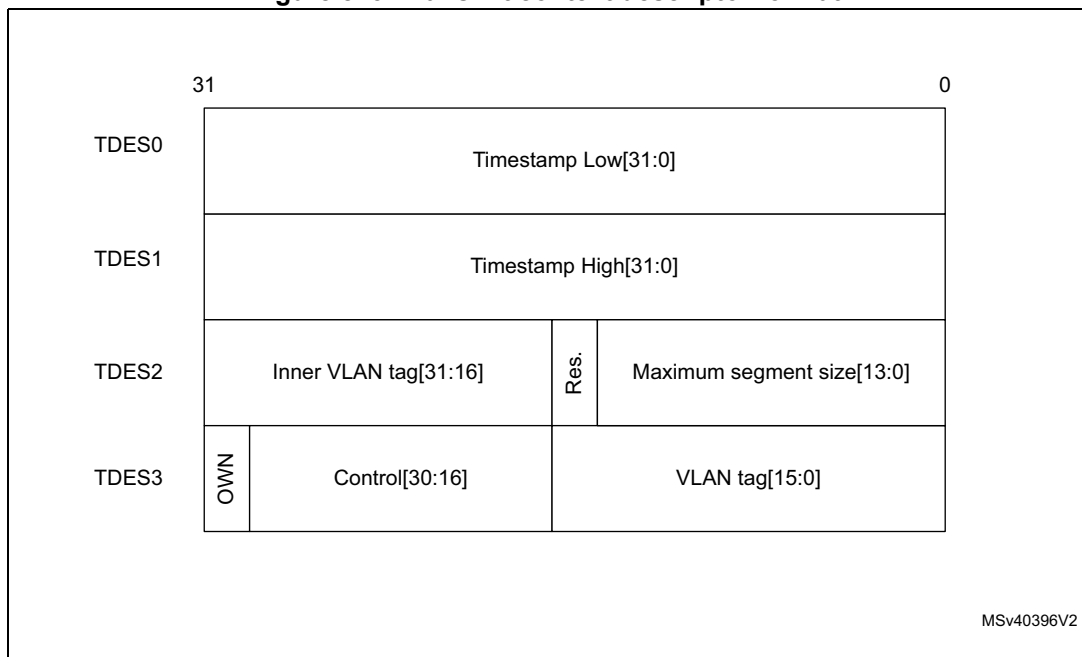 31 0
TDES0 Timestamp Low[31:0]
TDES1 Timestamp High[31:0]
TDES2 Inner VLAN tag[31:16] Res. Maximum segment size[13:0]
TDES3 OWN Control[30:16] VLAN tag[15:0]
MSv40396V2